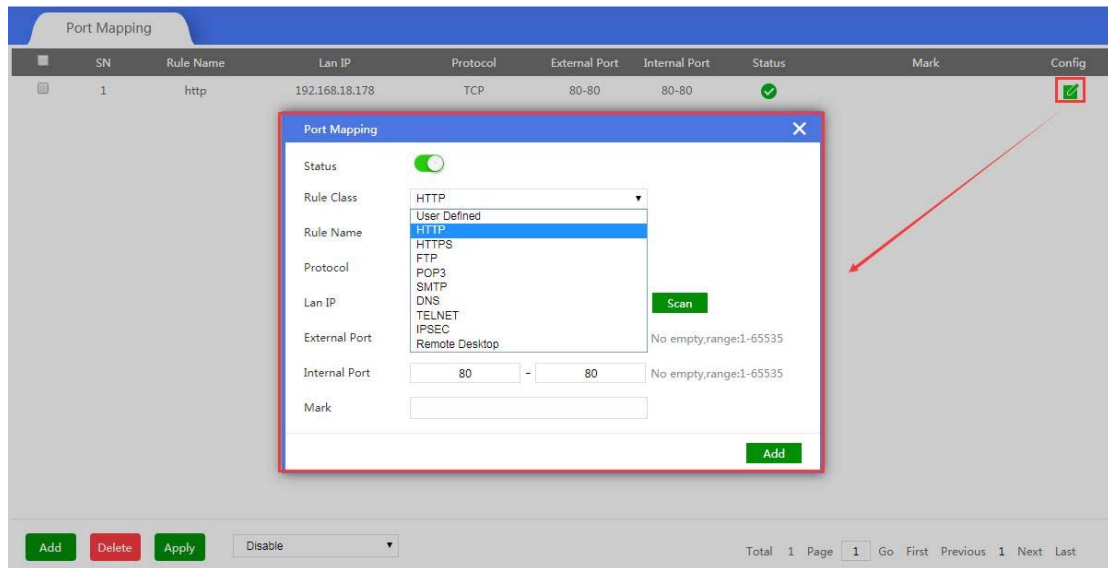 Port Mapping
SN Rule Name Lan IP Protocol External Port Internal Port Status Mark Config
1 http 192.168.18.178 TCP 80-80 80-80
Port Mapping
Status
Rule Class HTTP
User Defined
Rule Name HTTP
HTTPS
FTP
Protocol POP3
SMTP
Lan IP DNS Scan
TELNET
IPSEC
External Port Remote Desktop No empty,range:1-65535
Internal Port 80 - 80 No empty,range:1-65535
Mark
Add
Add Delete Apply Disable Total 1 Page 1 Go First Previous 1 Next Last